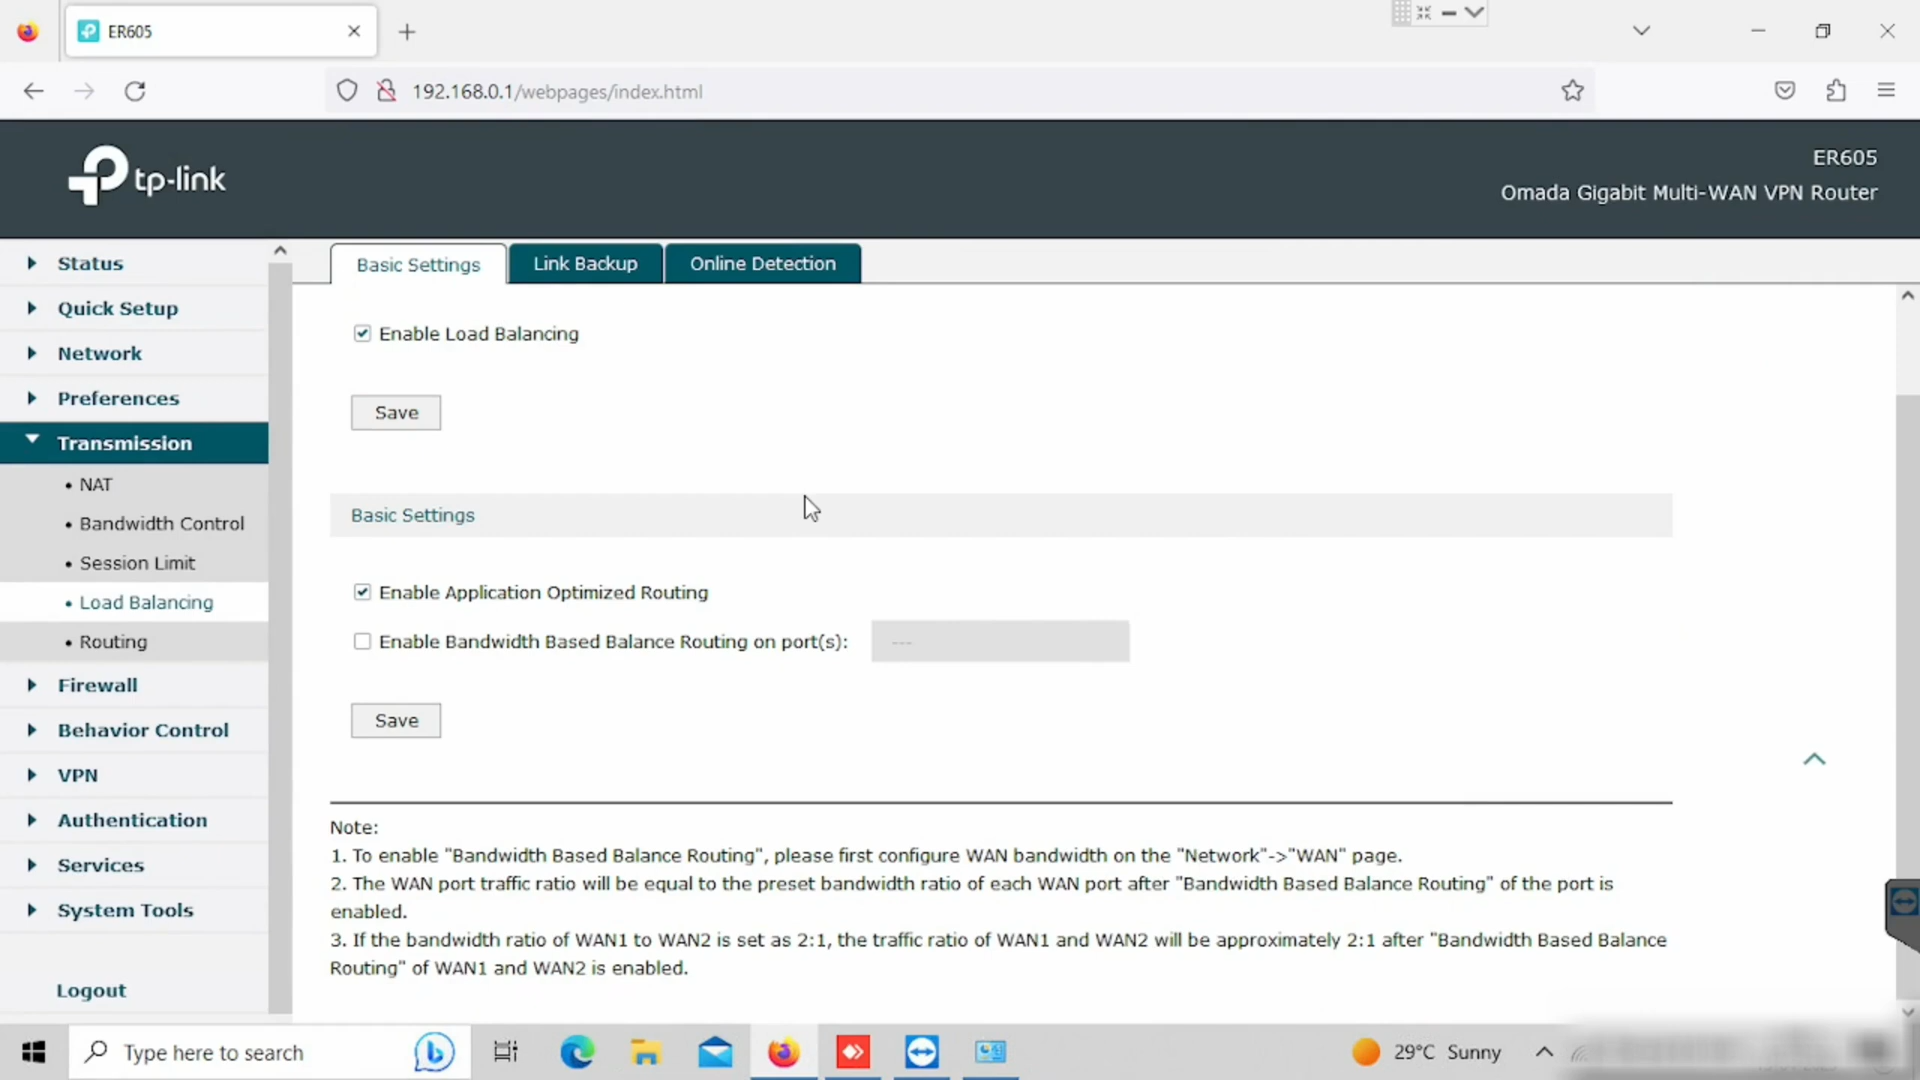 ER605
192.168.0.1/webpages/index.html
tp-link
ER605
Omada Gigabit Multi-WAN VPN Router
Status
Quick Setup
Network
Preferences
Transmission
• NAT
• Bandwidth Control
• Session Limit
• Load Balancing
• Routing
Firewall
Behavior Control
VPN
Authentication
Services
System Tools
Logout
Basic Settings
Link Backup
Online Detection
Enable Load Balancing
Save
Basic Settings
Enable Application Optimized Routing
Enable Bandwidth Based Balance Routing on port(s):
---
Save
Note:
1. To enable "Bandwidth Based Balance Routing", please first configure WAN bandwidth on the "Network"->"WAN" page.
2. The WAN port traffic ratio will be equal to the preset bandwidth ratio of each WAN port after "Bandwidth Based Balance Routing" of the port is
enabled.
3. If the bandwidth ratio of WAN1 to WAN2 is set as 2:1, the traffic ratio of WAN1 and WAN2 will be approximately 2:1 after "Bandwidth Based Balance
Routing" of WAN1 and WAN2 is enabled.
Type here to search
29°C Sunny